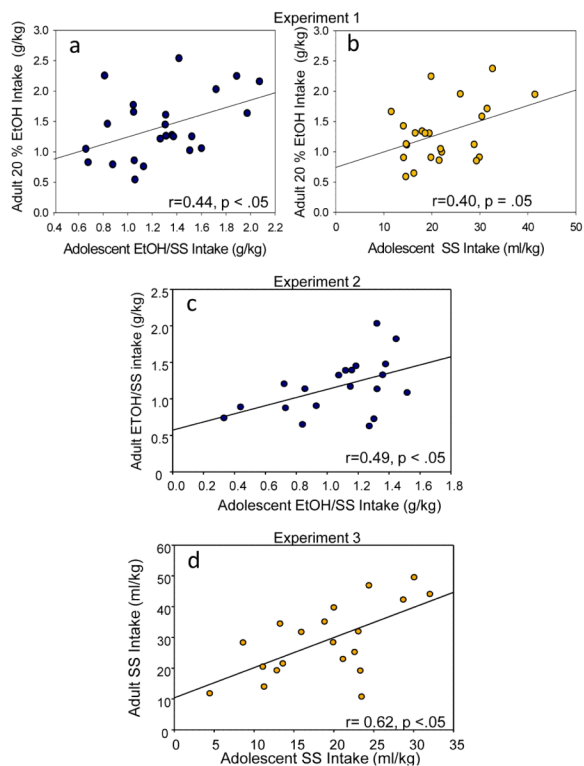 Experiment 1
a
Adult 20 % EtOH Intake (g/kg)
3.0
2.5
2.0
1.5
1.0
0.5
0.0
r=0.44, p < .05
0.4 0.6 0.8 1.0 1.2 1.4 1.6 1.8 2.0 2.2
Adolescent EtOH/SS Intake (g/kg)
b
Adult 20 % EtOH Intake (g/kg)
3.0
2.5
2.0
1.5
1.0
0.5
0.0
r=0.40, p = .05
0 10 20 30 40 50
Adolescent SS Intake (ml/kg)
Experiment 2
c
Adult ETOH/SS intake (g/kg)
2.5
2.0
1.5
1.0
0.5
0
r=0.49, p < .05
0.0 0.2 0.4 0.6 0.8 1.0 1.2 1.4 1.6 1.8
Adolescent EtOH/SS Intake (g/kg)
Experiment 3
d
Adult SS Intake (ml/kg)
60
50
40
30
20
10
0
r= 0.62, p <.05
0 5 10 15 20 25 30 35
Adolescent SS Intake (ml/kg)